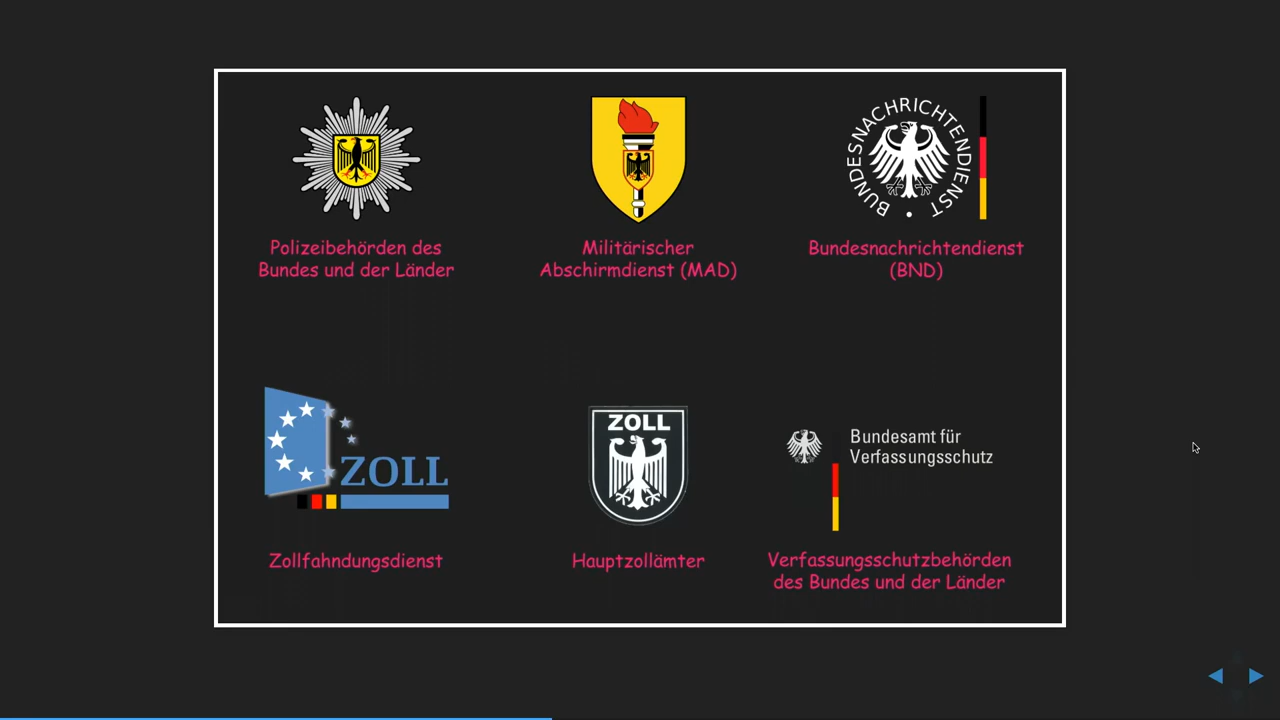 BUNDESNACHRICHTENDIENST
Polizeibehörden des
Bundes und der Länder
Militärischer
Abschirmdienst (MAD)
Bundesnachrichtendienst
(BND)
ZOLL
Zollfahndungsdienst
ZOLL
Hauptzollämter
Bundesamt für
Verfassungsschutz
Verfassungsschutzbehörden
des Bundes und der Länder